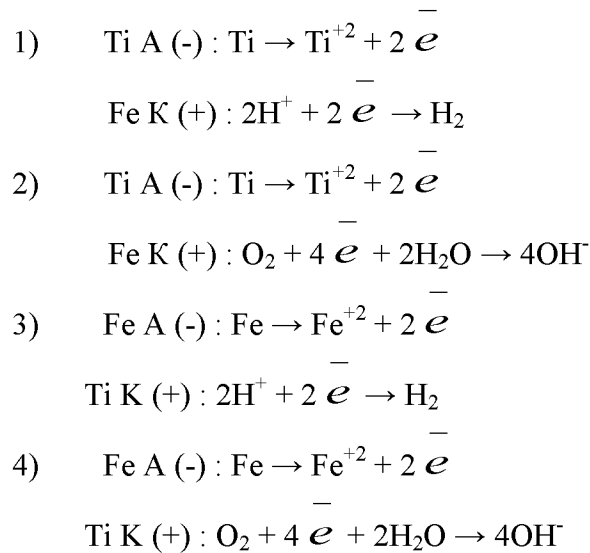 1) Ti A (-) : Ti → Ti⁺² + 2 e̅
Fe К (+) : 2H⁺ + 2 e̅ → H₂
2) Ti A (-) : Ti → Ti⁺² + 2 e̅
Fe К (+) : O₂ + 4 e̅ + 2H₂O → 4OH⁻
3) Fe A (-) : Fe → Fe⁺² + 2 e̅
Ti K (+) : 2H⁺ + 2 e̅ → H₂
4) Fe A (-) : Fe → Fe⁺² + 2 e̅
Ti K (+) : O₂ + 4 e̅ + 2H₂O → 4OH⁻